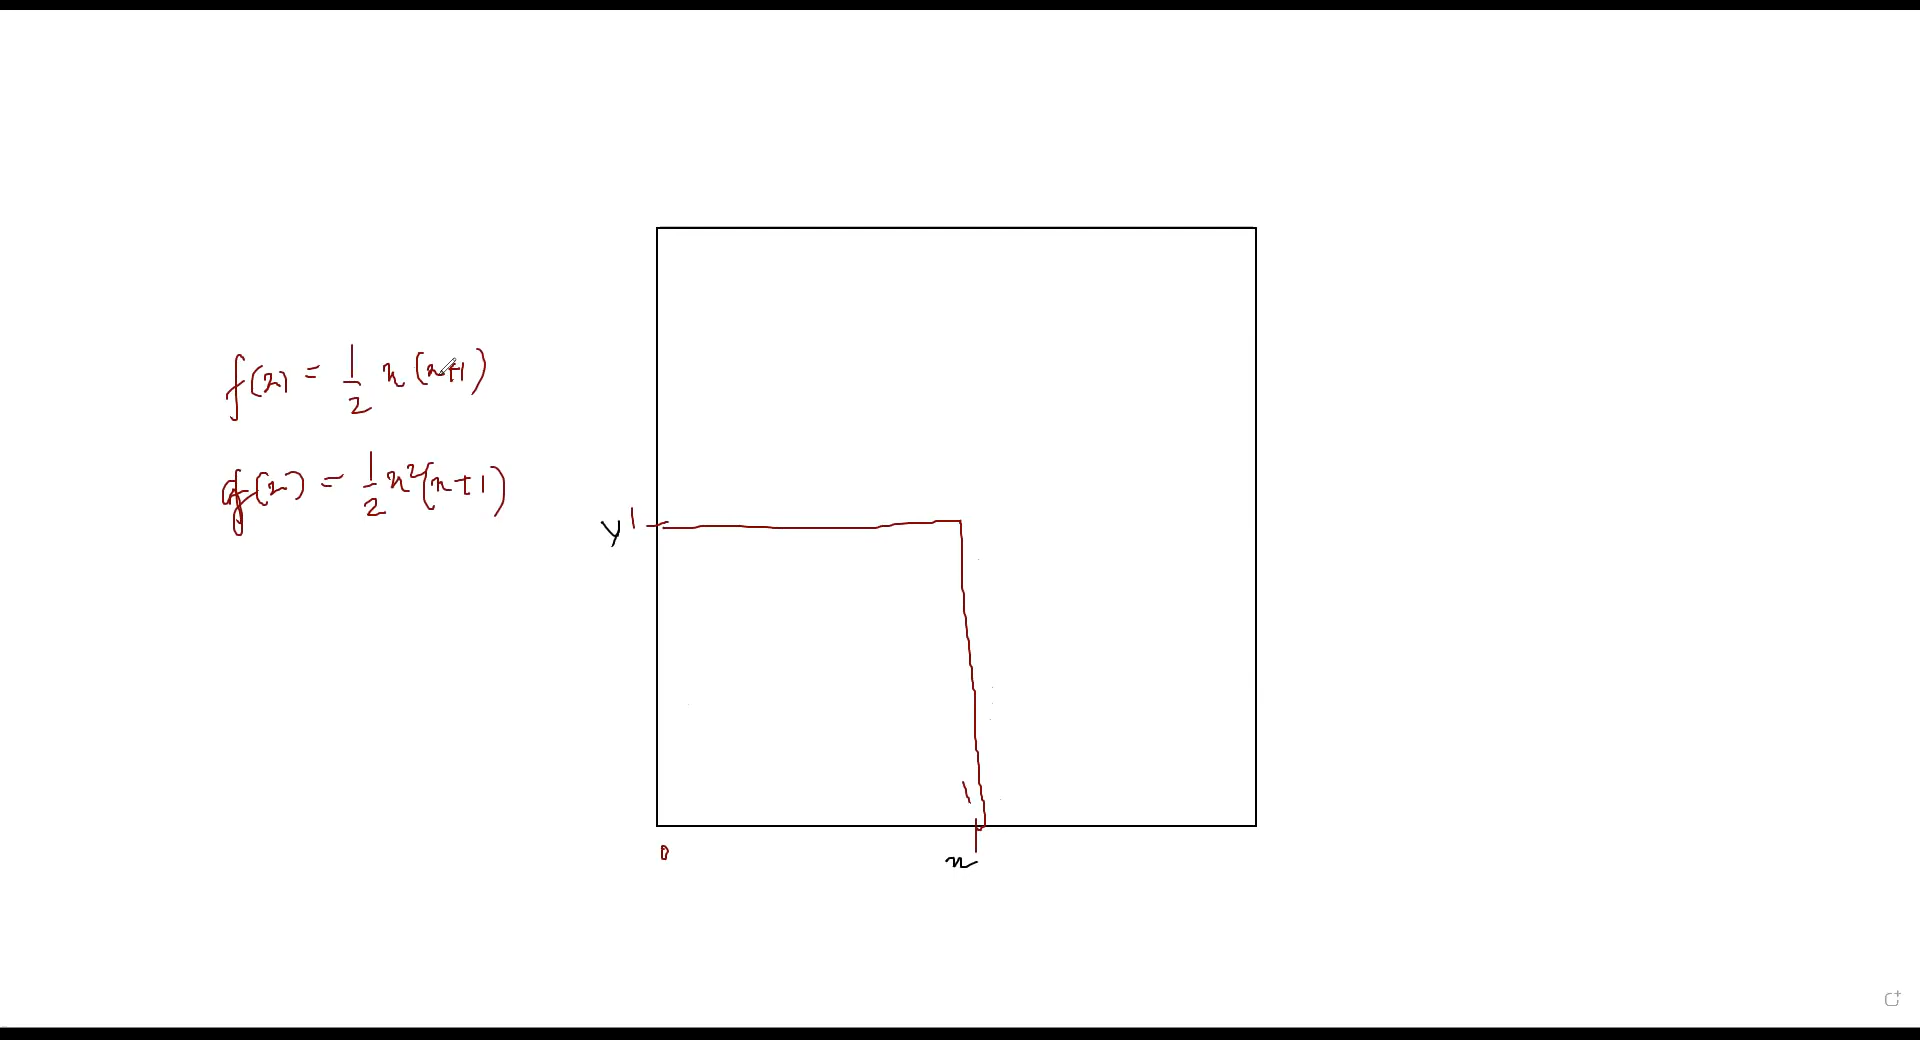 f(x) = 1/2 x (x+1)
g(x) = 1/2 x²(x+1)
y 1
1
0
x